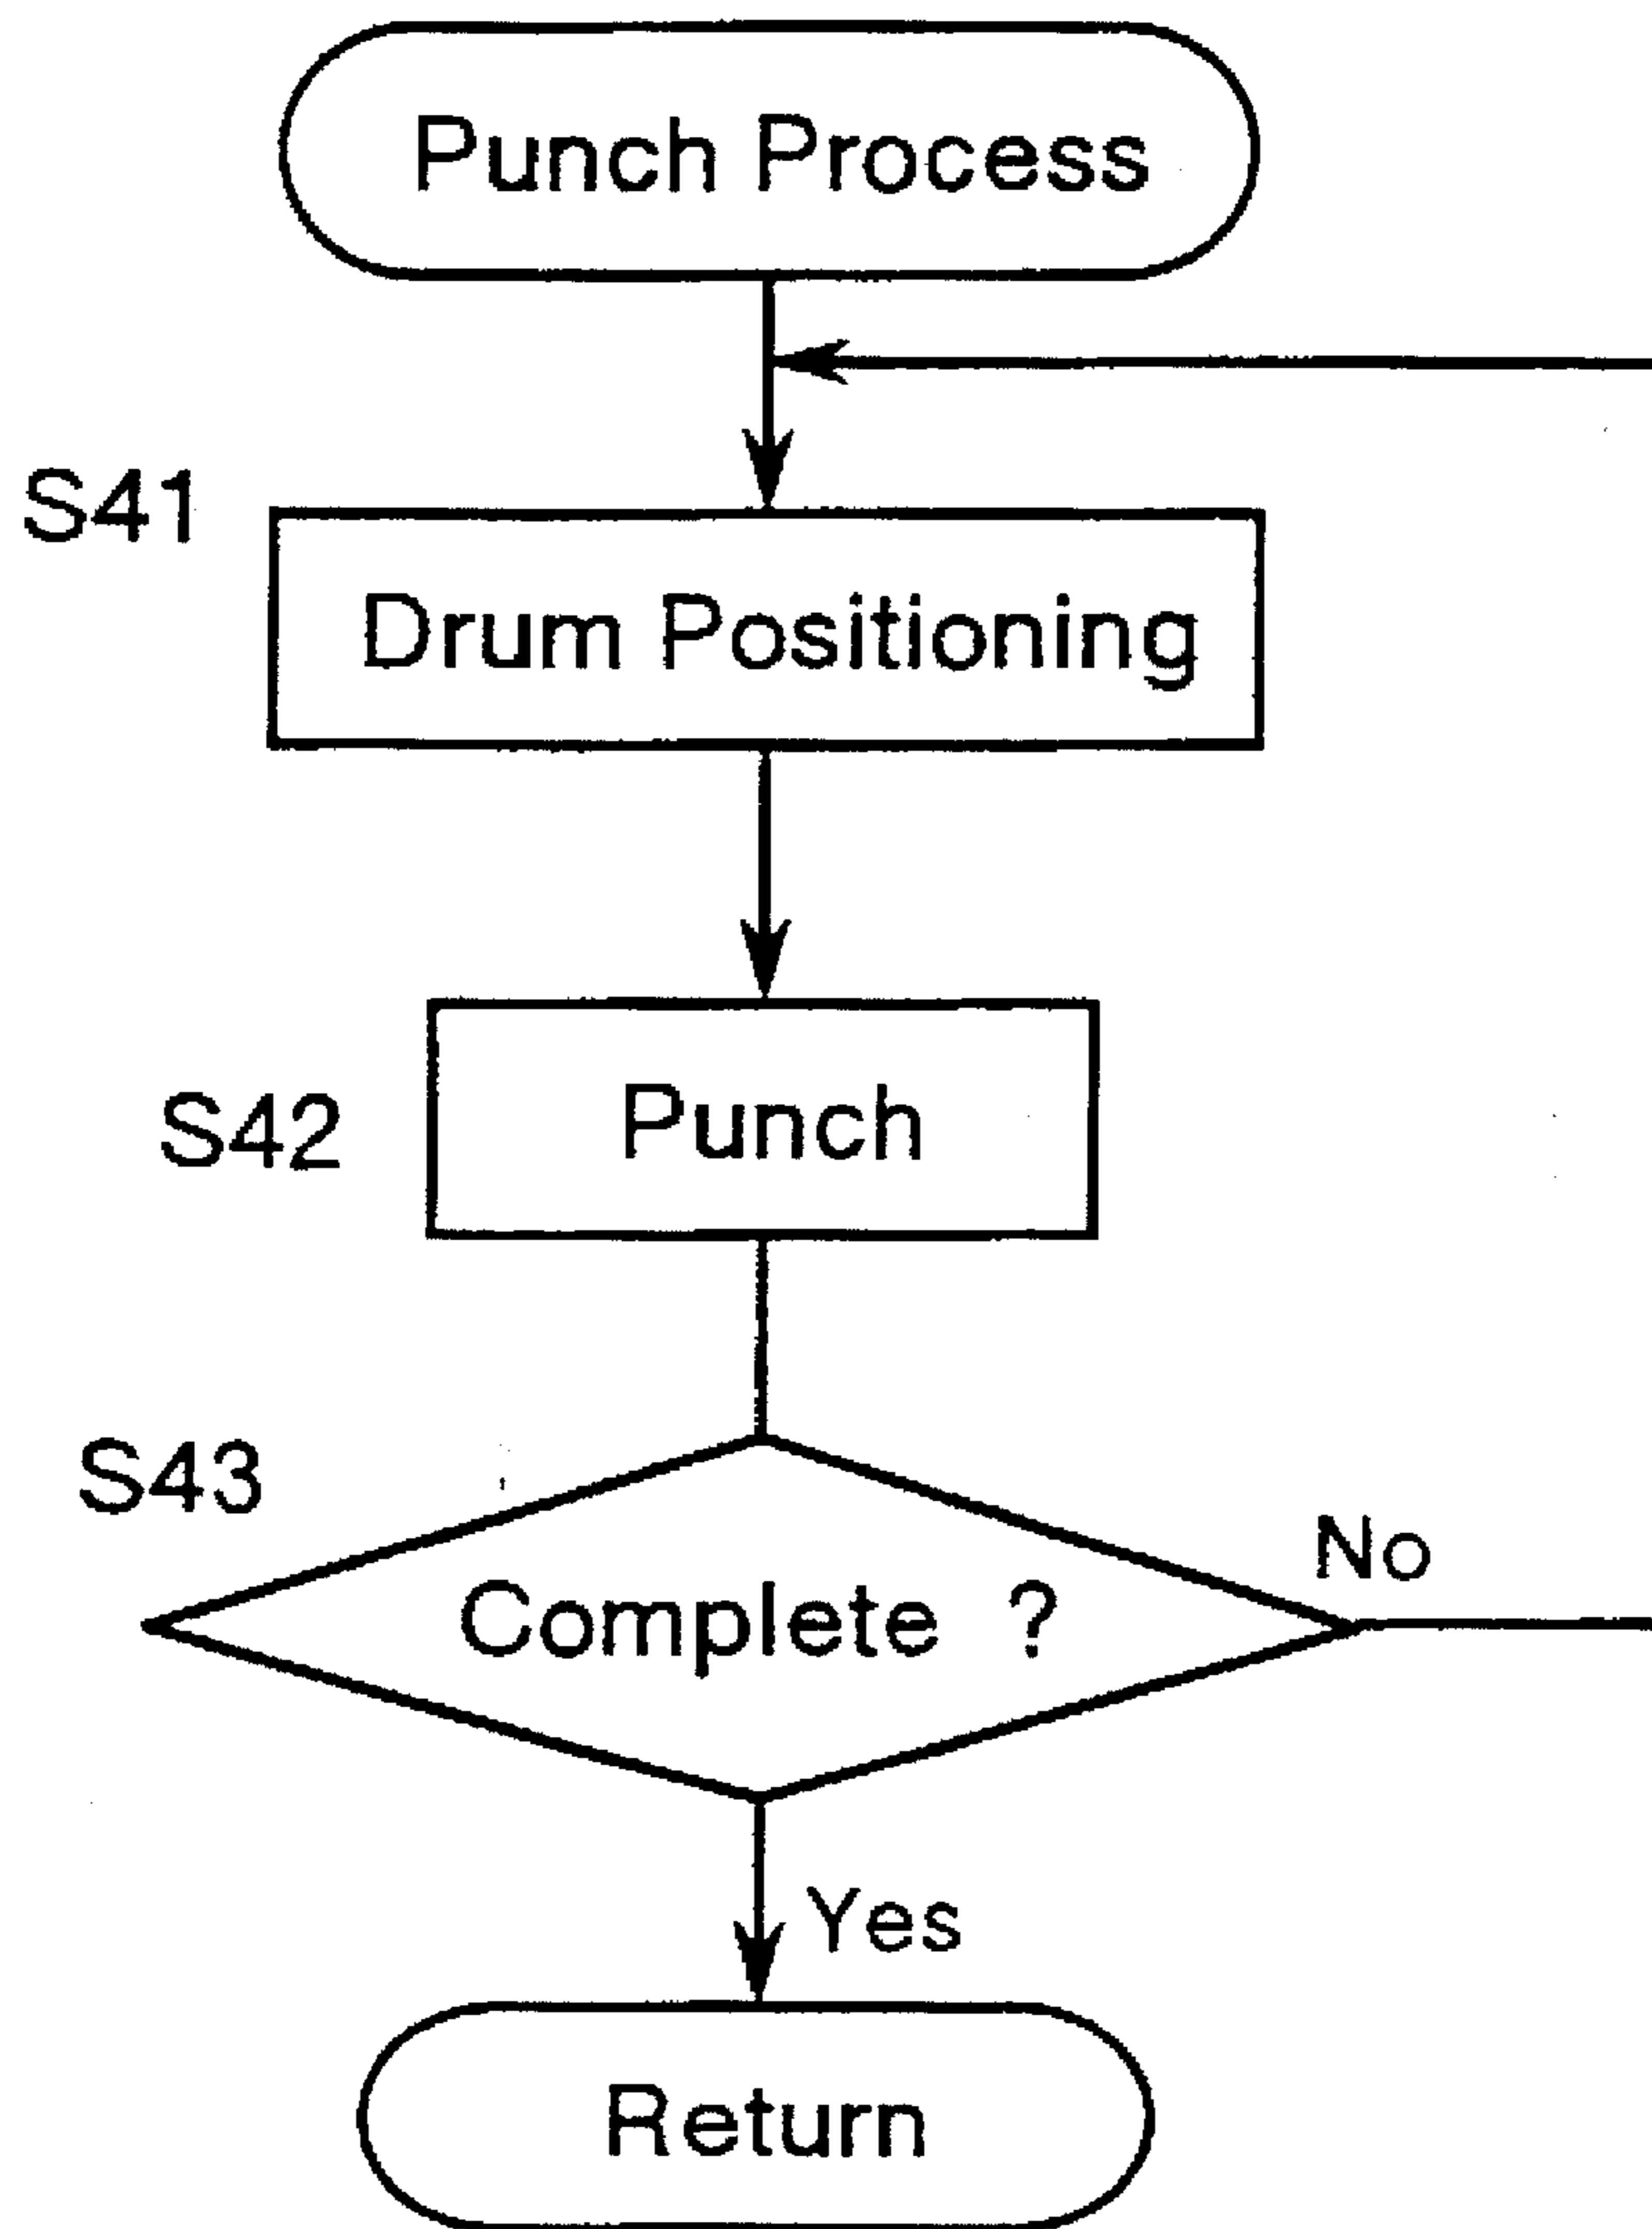 Punch Process
S41
Drum Positioning
S42
Punch
S43
Complete ?
No
Yes
Return